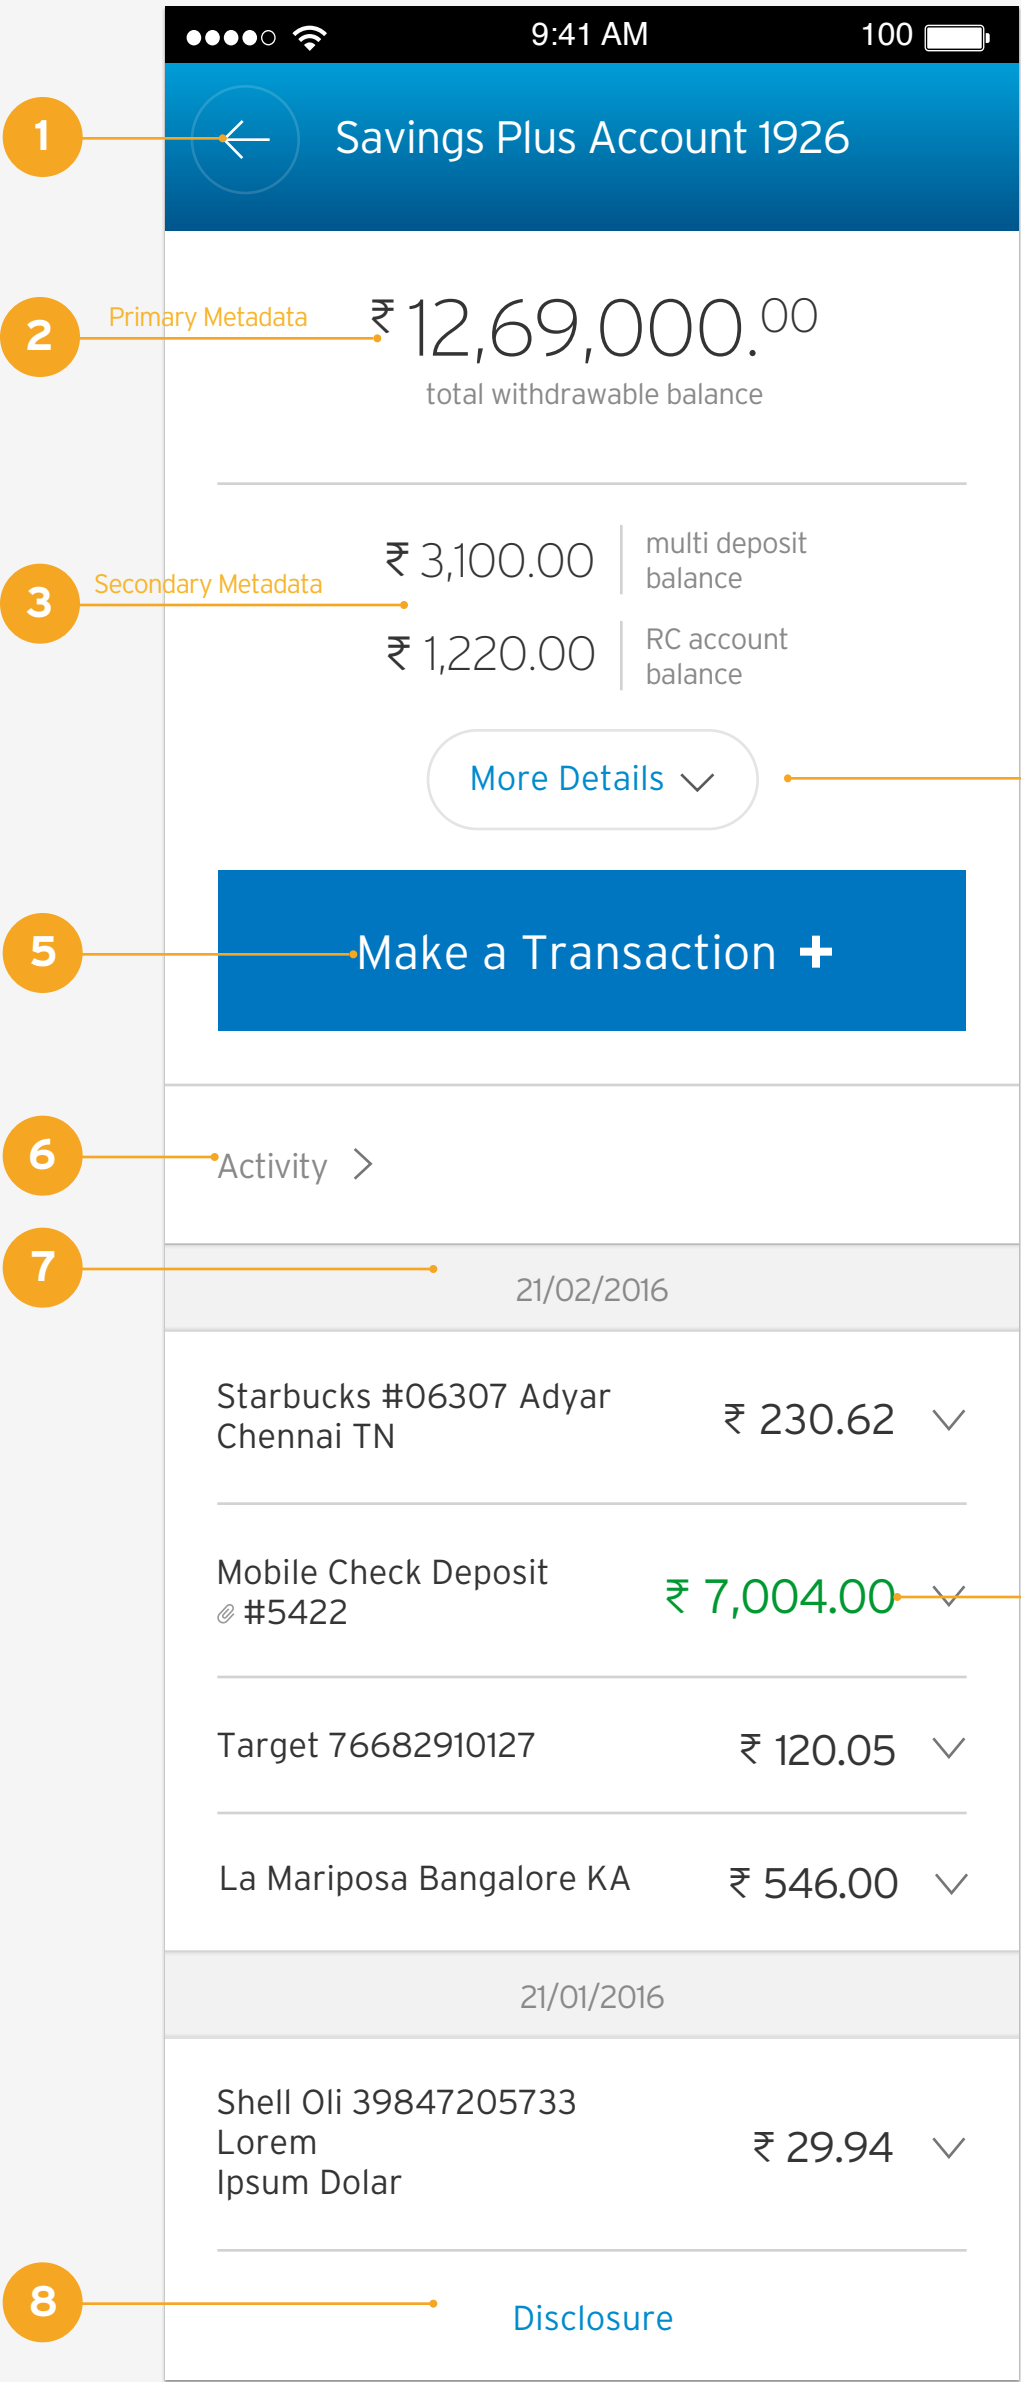 9:41 AM
100
1
Savings Plus Account 1926
2
Primary Metadata
₹ 12,69,000.00
total withdrawable balance
3
Secondary Metadata
₹ 3,100.00
multi deposit
balance
₹ 1,220.00
RC account
balance
More Details
5
Make a Transaction +
6
Activity >
7
21/02/2016
Starbucks #06307 Adyar
Chennai TN
₹ 230.62
Mobile Check Deposit
#5422
₹ 7,004.00
Target 76682910127
₹ 120.05
La Mariposa Bangalore KA
₹ 546.00
21/01/2016
Shell Oli 39847205733
Lorem
Ipsum Dolar
₹ 29.94
8
Disclosure